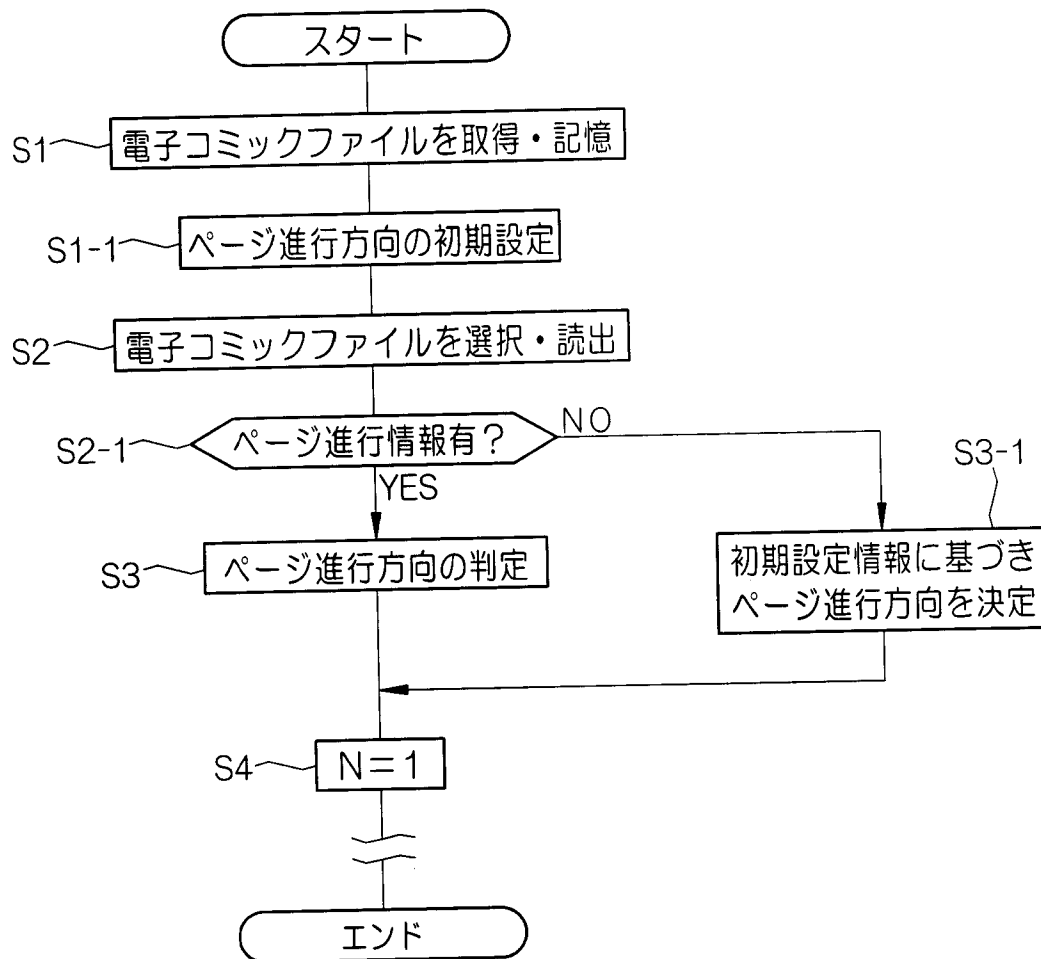 スタート
S1
電子コミックファイルを取得・記憶
S1-1
ページ進行方向の初期設定
S2
電子コミックファイルを選択・読出
S2-1
ページ進行情報有？
NO
YES
S3-1
S3
ページ進行方向の判定
初期設定情報に基づき
ページ進行方向を決定
S4
N＝1
エンド